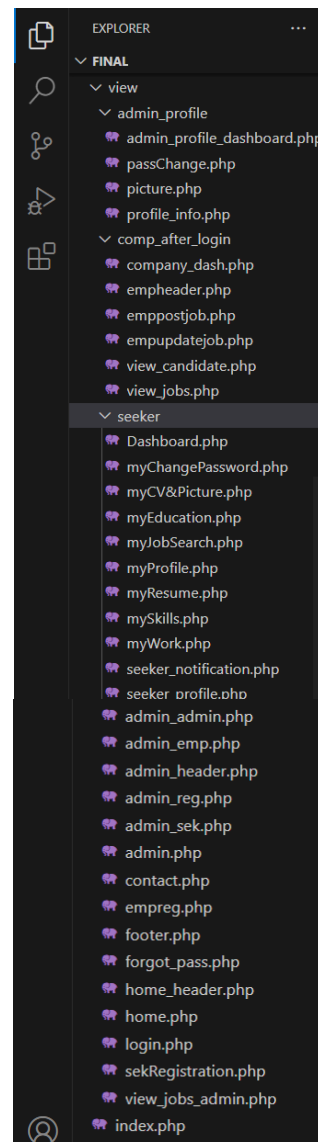 EXPLORER ...
FINAL
view
admin_profile
admin_profile_dashboard.php
passChange.php
picture.php
profile_info.php
comp_after_login
company_dash.php
empheader.php
emppostjob.php
empupdatejob.php
view_candidate.php
view_jobs.php
seeker
Dashboard.php
myChangePassword.php
myCV&Picture.php
myEducation.php
myJobSearch.php
myProfile.php
myResume.php
mySkills.php
myWork.php
seeker_notification.php
seeker_profile.php
admin_admin.php
admin_emp.php
admin_header.php
admin_reg.php
admin_sek.php
admin.php
contact.php
empreg.php
footer.php
forgot_pass.php
home_header.php
home.php
login.php
sekRegistration.php
view_jobs_admin.php
index.php